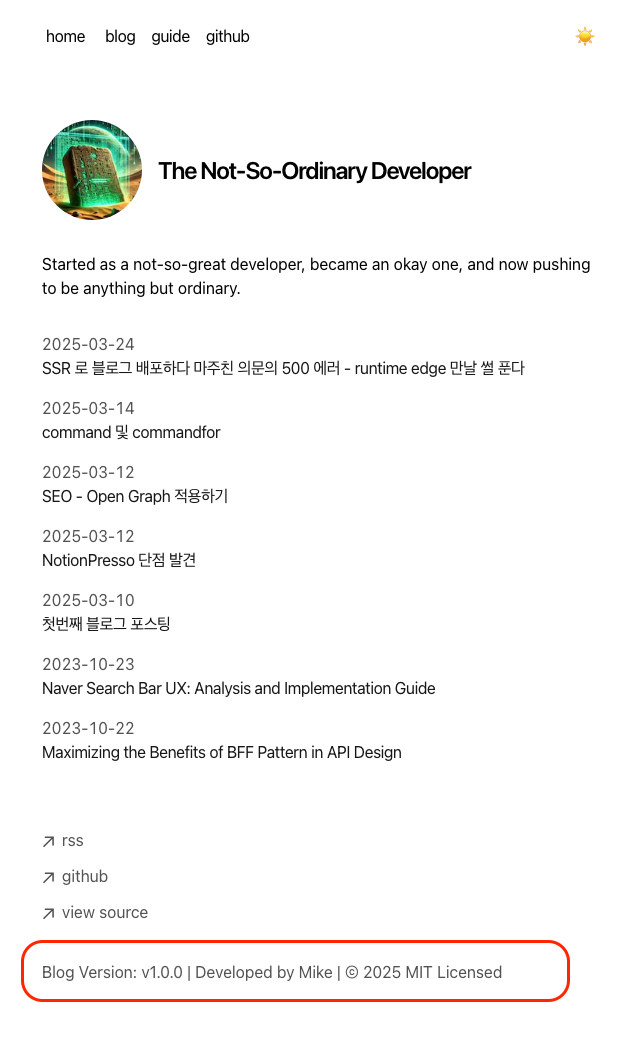 home blog guide github
The Not-So-Ordinary Developer
Started as a not-so-great developer, became an okay one, and now pushing
to be anything but ordinary.
2025-03-24
SSR 로 블로그 배포하다 마주친 의문의 500 에러 - runtime edge 만날 썰 푼다
2025-03-14
command 및 commandfor
2025-03-12
SEO - Open Graph 적용하기
2025-03-12
NotionPresso 단점 발견
2025-03-10
첫번째 블로그 포스팅
2023-10-23
Naver Search Bar UX: Analysis and Implementation Guide
2023-10-22
Maximizing the Benefits of BFF Pattern in API Design
rss
github
view source
Blog Version: v1.0.0 | Developed by Mike | © 2025 MIT Licensed